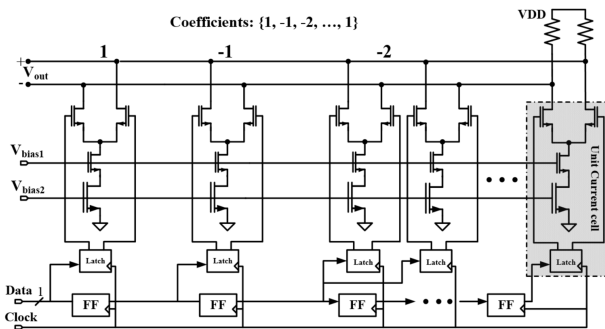 Coefficients: {1, -1, -2, ..., 1}
VDD
1
-1
-2
+
Vout
-
Vbias1
Vbias2
Unit Current cell
Latch
Latch
Latch
Latch
Latch
Data
1
FF
FF
FF
FF
Clock